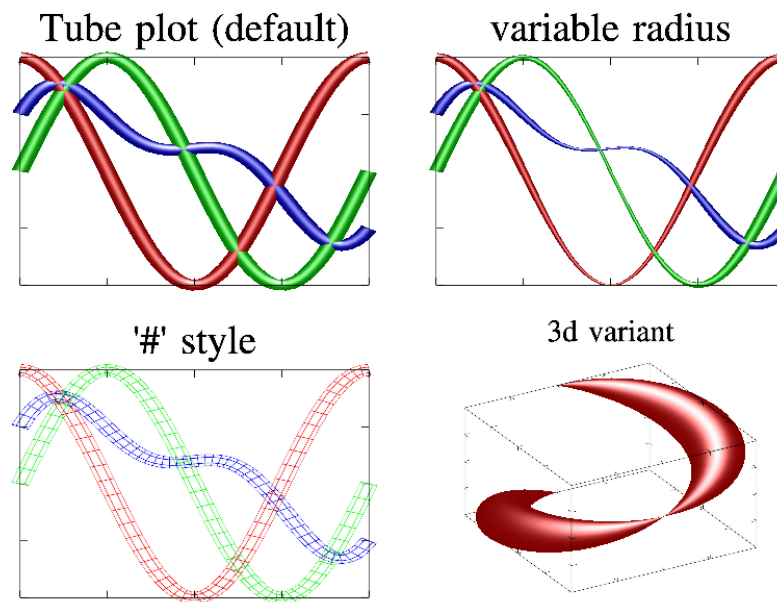 Tube plot (default)
variable radius
'#' style
3d variant